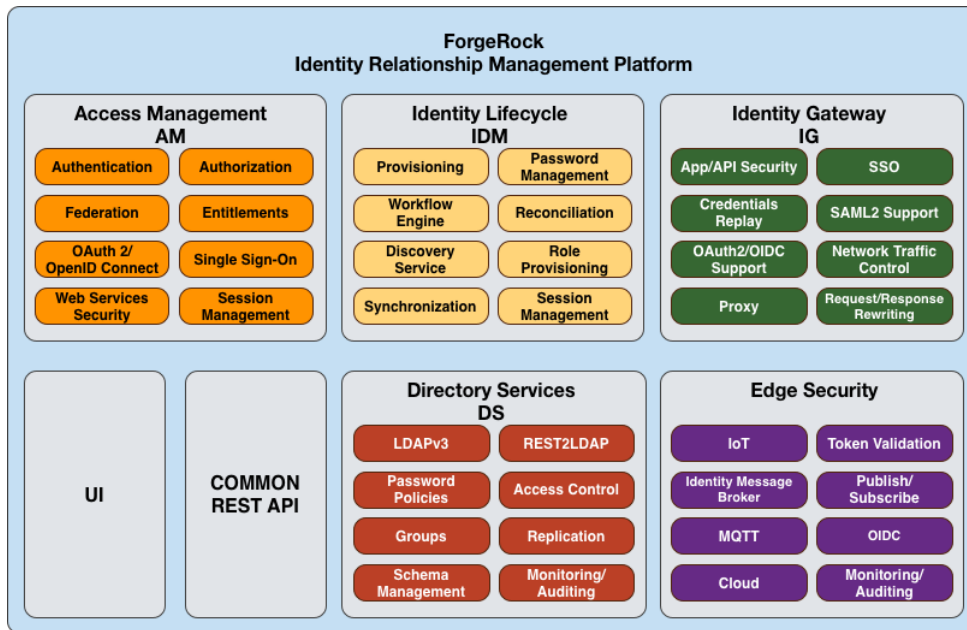 ForgeRock
Identity Relationship Management Platform
Access Management
AM
Authentication
Authorization
Federation
Entitlements
OAuth 2/
OpenID Connect
Single Sign-On
Web Services
Security
Session
Management
Identity Lifecycle
IDM
Provisioning
Password
Management
Workflow
Engine
Reconciliation
Discovery
Service
Role
Provisioning
Synchronization
Session
Management
Identity Gateway
IG
App/API Security
SSO
Credentials
Replay
SAML2 Support
OAuth2/OIDC
Support
Network Traffic
Control
Proxy
Request/Response
Rewriting
UI
COMMON
REST API
Directory Services
DS
LDAPv3
REST2LDAP
Password
Policies
Access Control
Groups
Replication
Schema
Management
Monitoring/
Auditing
Edge Security
IoT
Token Validation
Identity Message
Broker
Publish/
Subscribe
MQTT
OIDC
Cloud
Monitoring/
Auditing